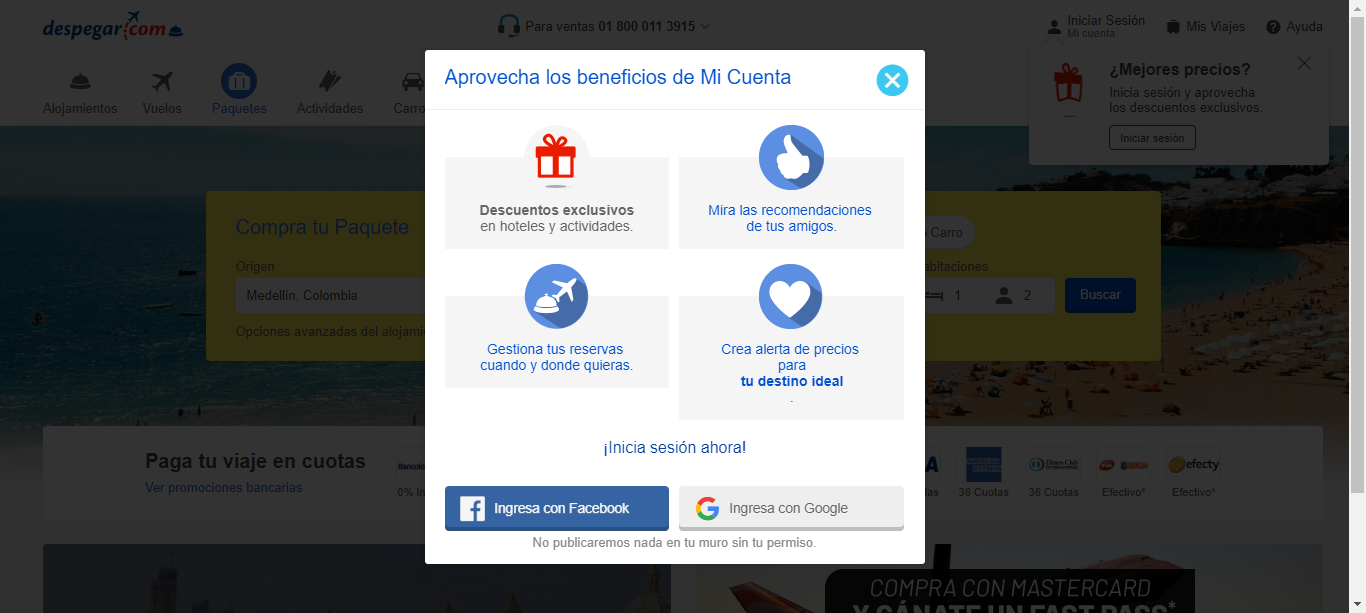 despegar.com
Para ventas 01 800 011 3915
Iniciar Sesión
Mi cuenta
Mis Viajes
Ayuda
Alojamientos
Vuelos
Paquetes
Actividades
Carro
¿Mejores precios?
Inicia sesión y aprovecha
los descuentos exclusivos.
Iniciar sesión
Aprovecha los beneficios de Mi Cuenta
Descuentos exclusivos
en hoteles y actividades.
Mira las recomendaciones
de tus amigos.
Gestiona tus reservas
cuando y donde quieras.
Crea alerta de precios
para
tu destino ideal
.
¡Inicia sesión ahora!
Ingresa con Facebook
Ingresa con Google
No publicaremos nada en tu muro sin tu permiso.
Compra tu Paquete
Carro
Origen
Medellín, Colombia
1
2
Buscar
Opciones avanzadas del alojami
Paga tu viaje en cuotas
Ver promociones bancarias
0% In
36 Cuotas
Diners Club
INTERNATIONAL
36 Cuotas
Efectivo*
efecty
Efectivo*
COMPRA CON MASTERCARD
Y GÁNATE UN FAST PASS*